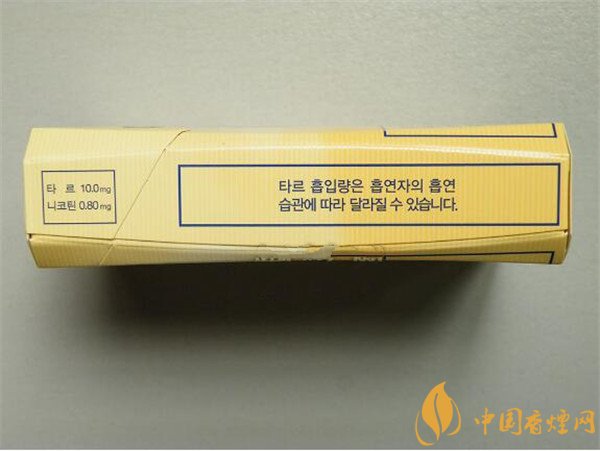 타 르 10.0mg
니코틴 0.80mg
타르 흡입량은 흡연자의 흡연
습관에 따라 달라질 수 있습니다.
中国香烟网